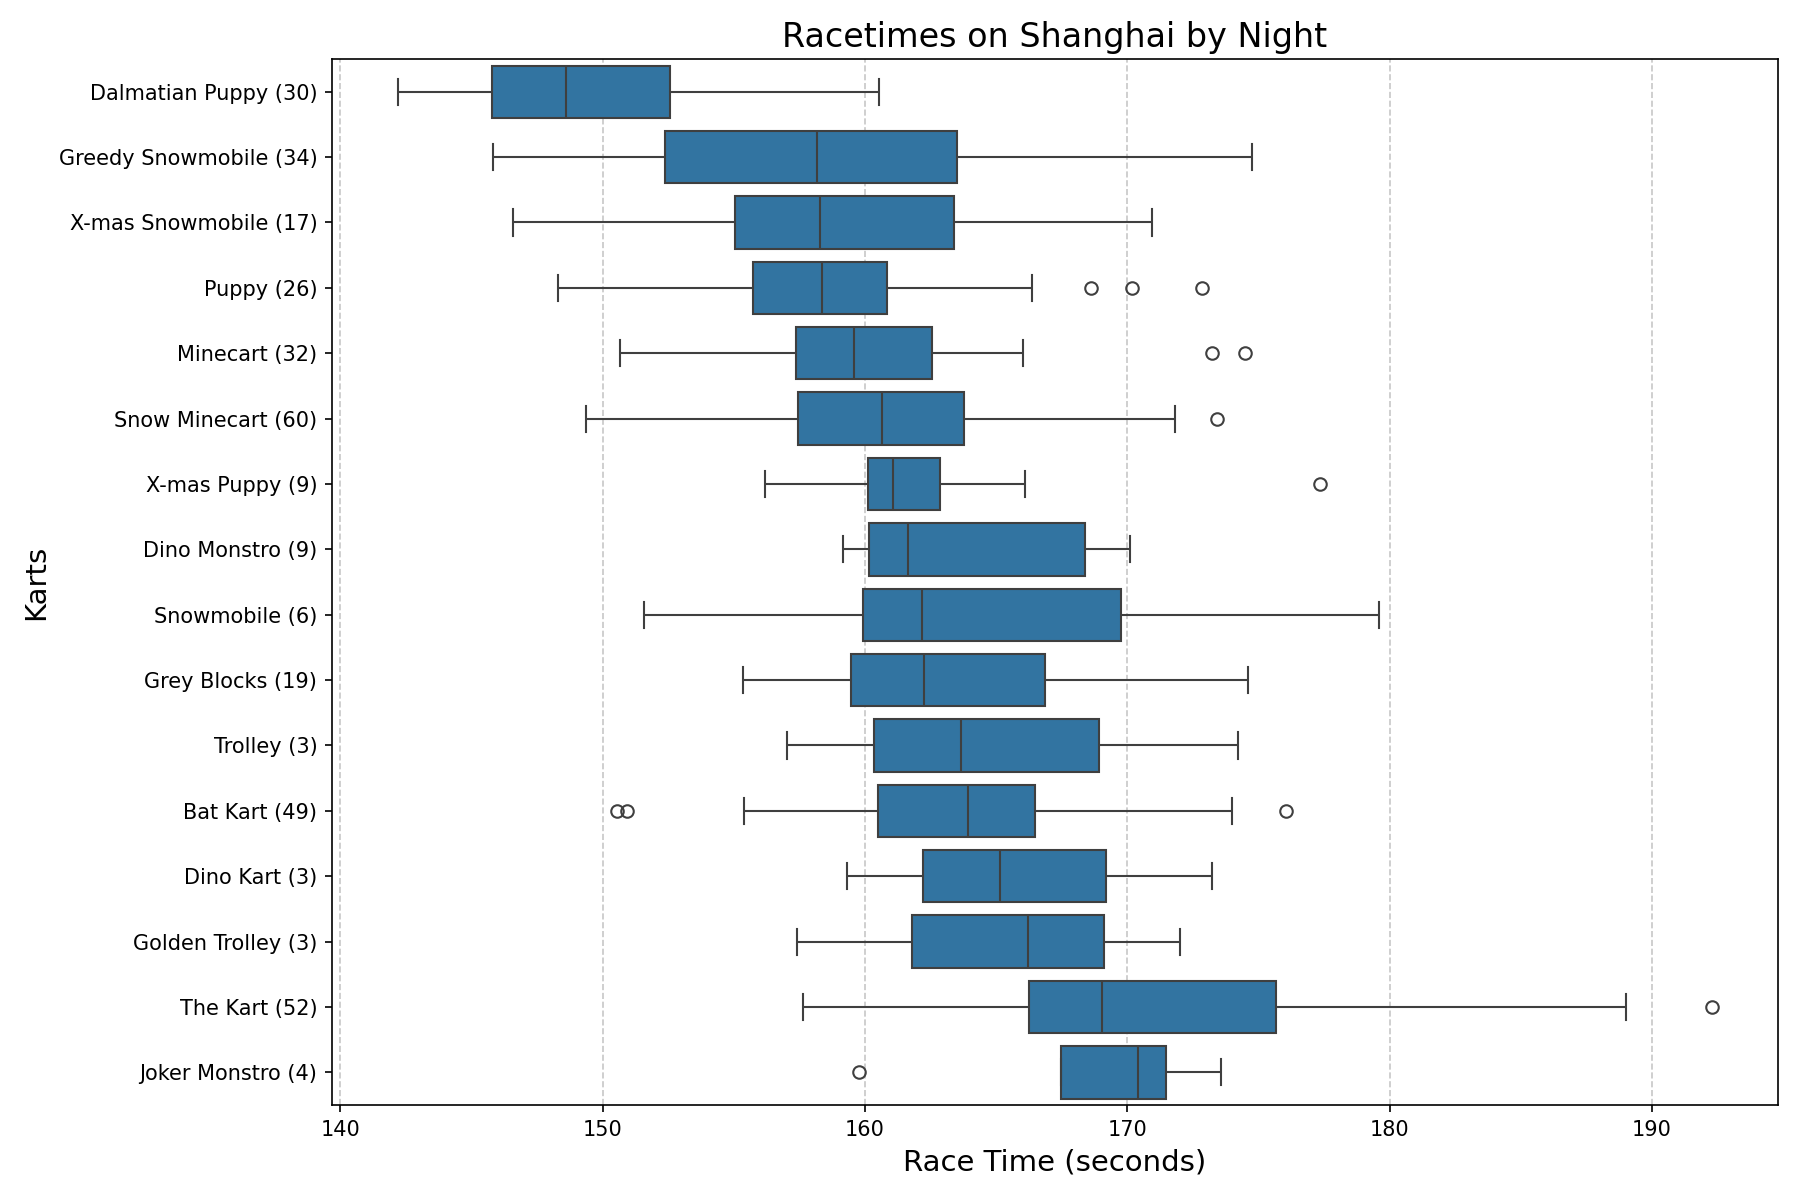 Racetimes on Shanghai by Night
Karts
Dalmatian Puppy (30)
Greedy Snowmobile (34)
X-mas Snowmobile (17)
Puppy (26)
Minecart (32)
Snow Minecart (60)
X-mas Puppy (9)
Dino Monstro (9)
Snowmobile (6)
Grey Blocks (19)
Trolley (3)
Bat Kart (49)
Dino Kart (3)
Golden Trolley (3)
The Kart (52)
Joker Monstro (4)
140 150 160 170 180 190
Race Time (seconds)